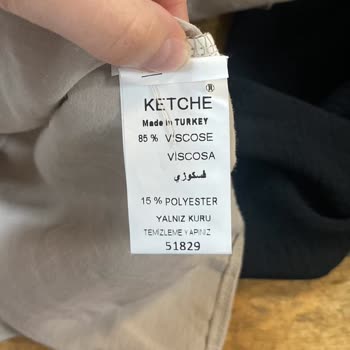 KETCHE®
Made in TURKEY
85 % VISCOSE
VISCOSA
فسكوزي
15 % POLYESTER
YALNIZ KURU
TEMİZLEME YAPINIZ
51829